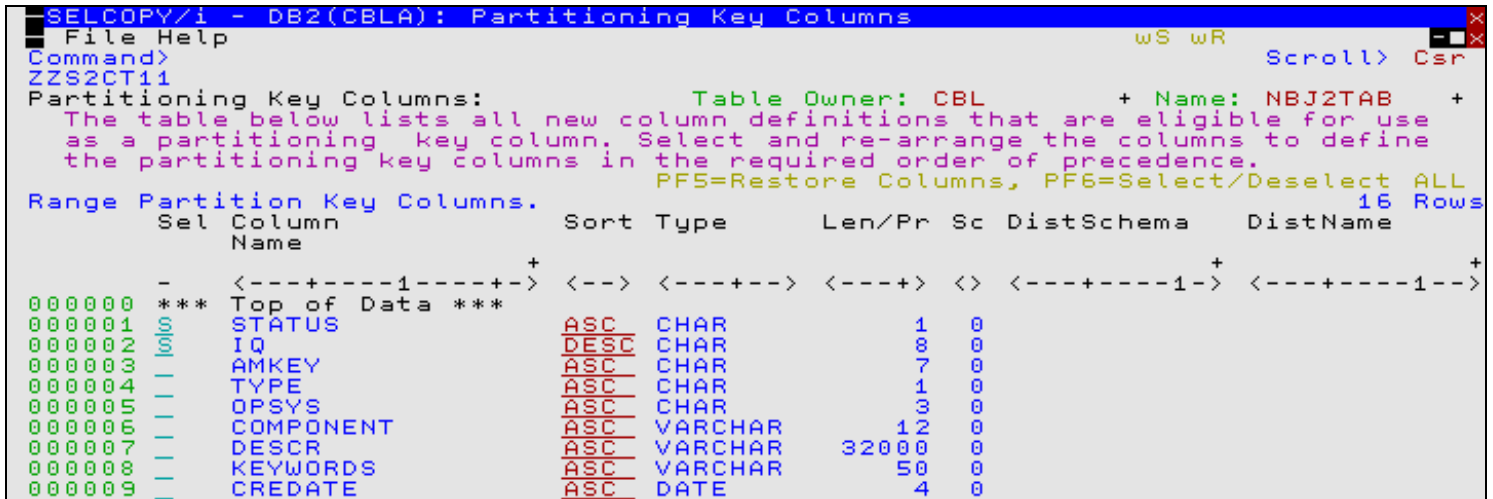 SELCOPY/i - DB2(CBLA): Partitioning Key Columns
File Help wS wR
Command> Scroll> Csr
ZZS2CT11
Partitioning Key Columns: Table Owner: CBL + Name: NBJ2TAB +
The table below lists all new column definitions that are eligible for use
as a partitioning key column. Select and re-arrange the columns to define
the partitioning key columns in the required order of precedence.
PF5=Restore Columns, PF6=Select/Deselect ALL
Range Partition Key Columns. 16 Rows
Sel Column Sort Type Len/Pr Sc DistSchema DistName
Name
+ + +
- <---+----1----+-> <--> <---+--> <---+> <> <---+----1-> <---+----1-->
000000 *** Top of Data ***
000001 S STATUS ASC CHAR 1 0
000002 S IQ DESC CHAR 8 0
000003 _ AMKEY ASC CHAR 7 0
000004 _ TYPE ASC CHAR 1 0
000005 _ OPSYS ASC CHAR 3 0
000006 _ COMPONENT ASC VARCHAR 12 0
000007 _ DESCR ASC VARCHAR 32000 0
000008 _ KEYWORDS ASC VARCHAR 50 0
000009 _ CREDATE ASC DATE 4 0